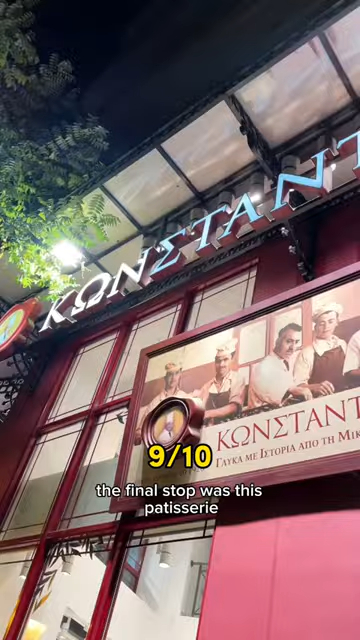 ΚΩΝΣΤΑΝΤ
ΚΩΝΣΤΑΝΤ
ΓΛΥΚΑ ΜΕ ΙΣΤΟΡΙΑ ΑΠΟ ΤΗ ΜΙΚ
9/10
the final stop was this
patisserie